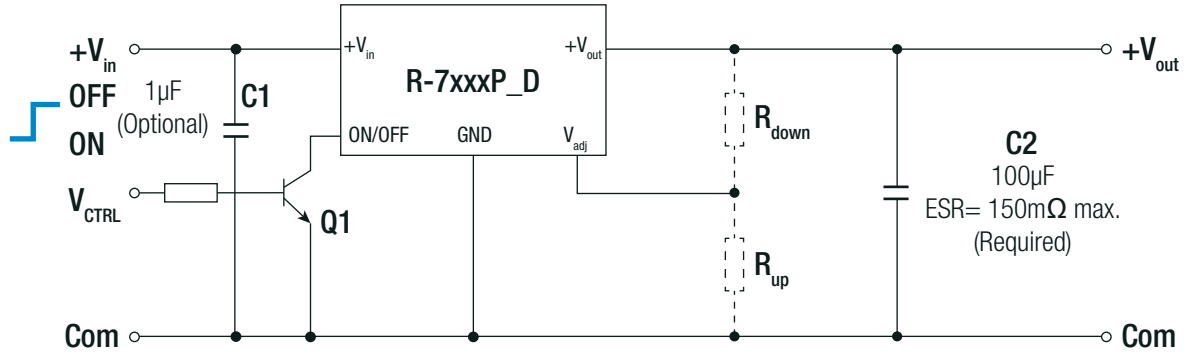 +Vin
OFF
ON
VCTRL
Com
1µF
(Optional)
C1
Q1
+Vin
+Vout
R-7xxxP_D
ON/OFF
GND
Vadj
Rdown
Rup
C2
100µF
ESR= 150mΩ max.
(Required)
+Vout
Com